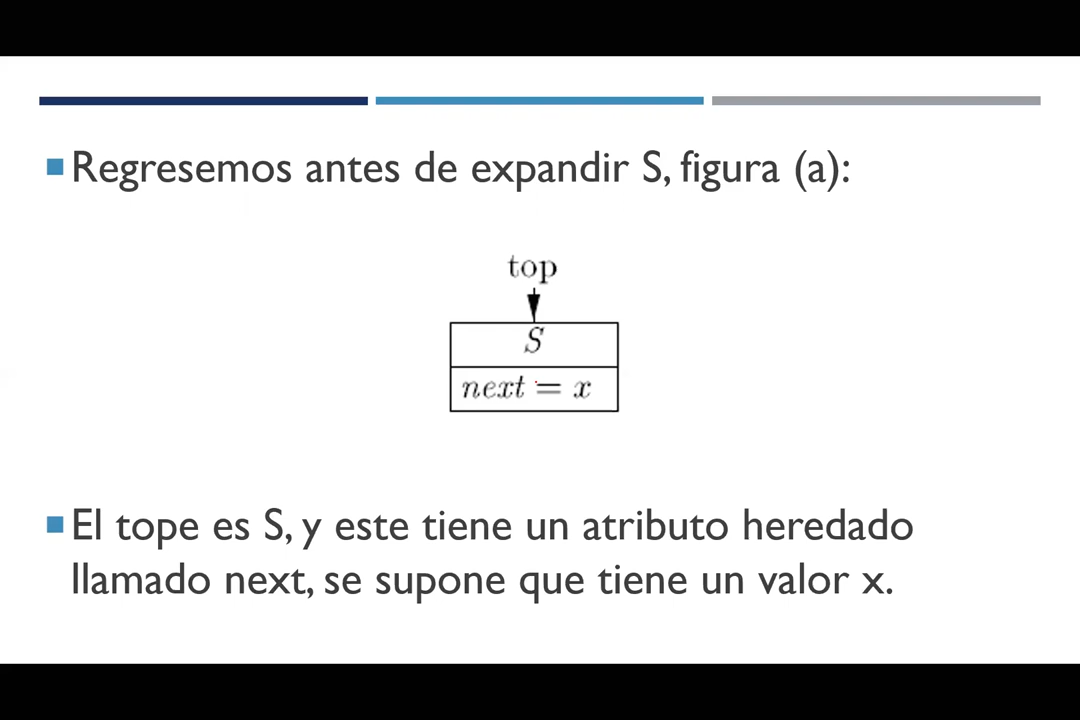 Regresemos antes de expandir S, figura (a):
top
S
next = x
El tope es S, y este tiene un atributo heredado
llamado next, se supone que tiene un valor x.